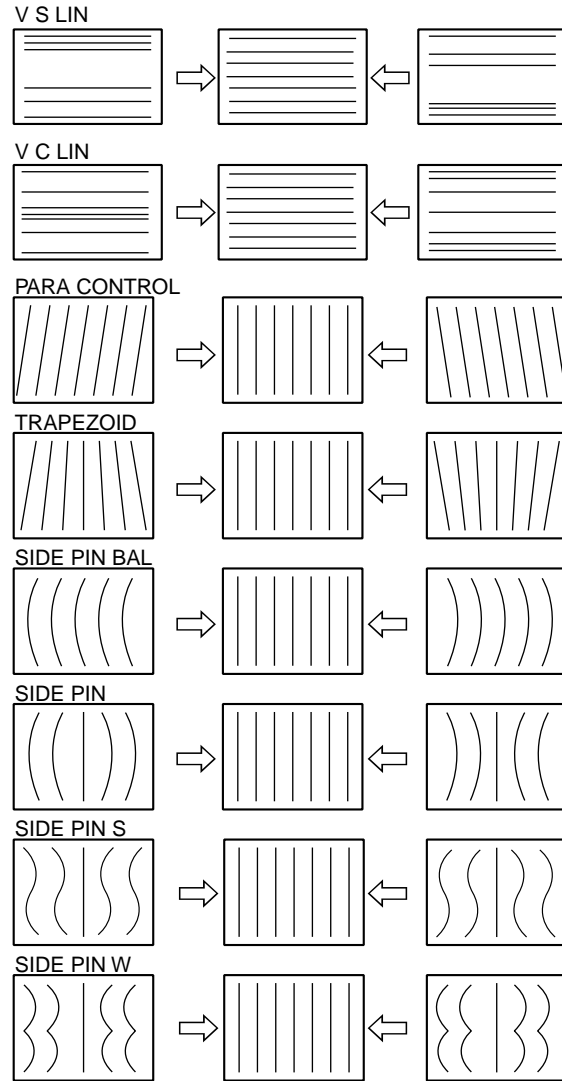 V S LIN
V C LIN
PARA CONTROL
TRAPEZOID
SIDE PIN BAL
SIDE PIN
SIDE PIN S
SIDE PIN W